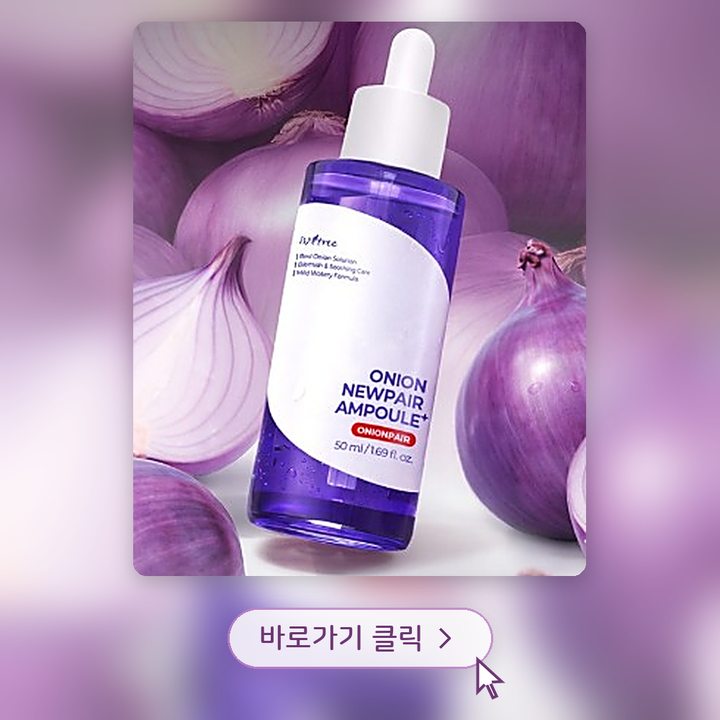 isntree
Real Onion Solution
Blemish & Soothing Care
Mild Watery Formula
ONION
NEWPAIR
AMPOULE+
ONIONPAIR
50 ml / 1.69 fl. oz.
바로가기 클릭 >